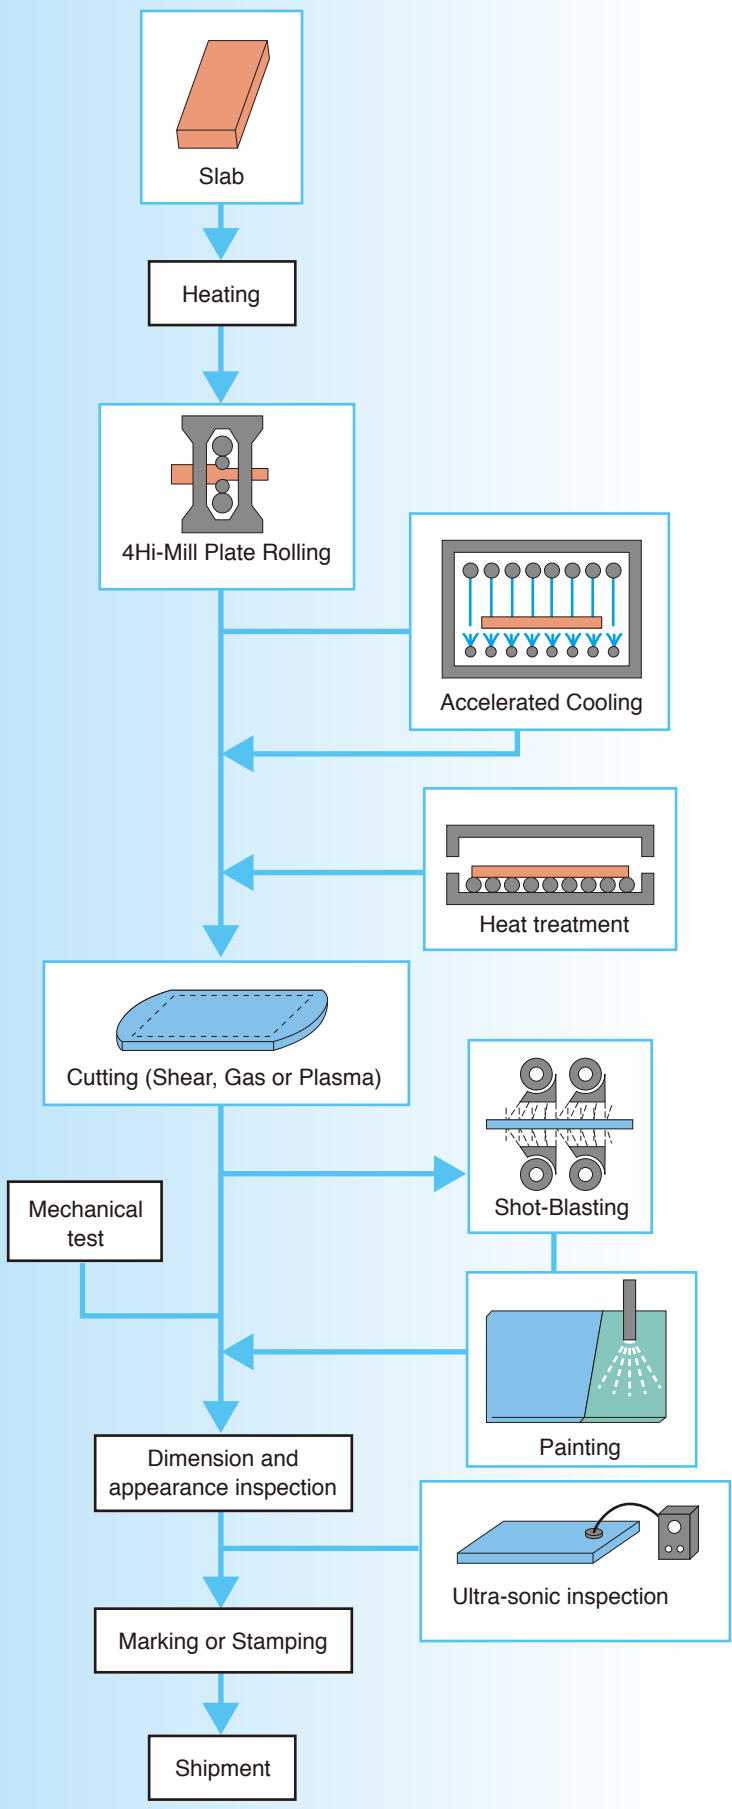 Slab
Heating
4Hi-Mill Plate Rolling
Accelerated Cooling
Heat treatment
Cutting (Shear, Gas or Plasma)
Shot-Blasting
Mechanical
test
Painting
Dimension and
appearance inspection
Ultra-sonic inspection
Marking or Stamping
Shipment